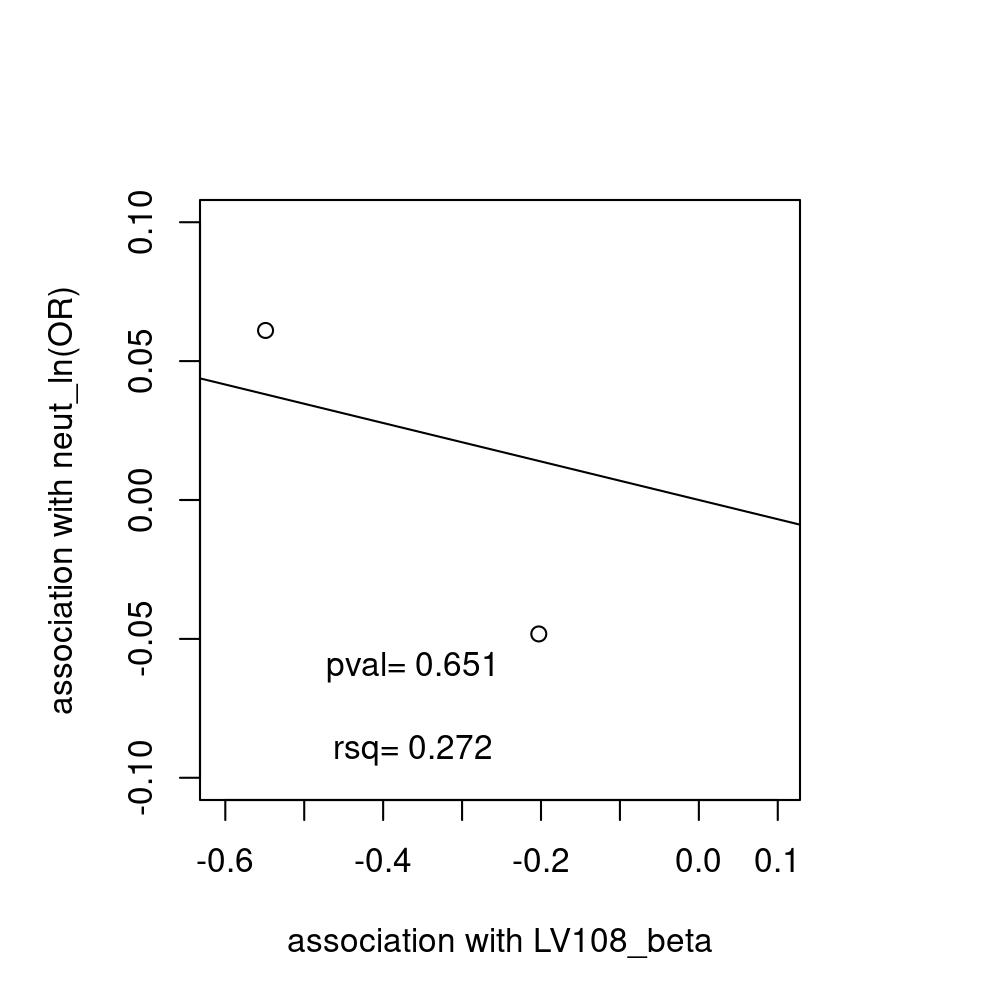 association with neut_ln(OR)
0.10
0.05
0.00
-0.05
-0.10
pval= 0.651
rsq= 0.272
-0.6 -0.4 -0.2 0.0 0.1
association with LV108_beta